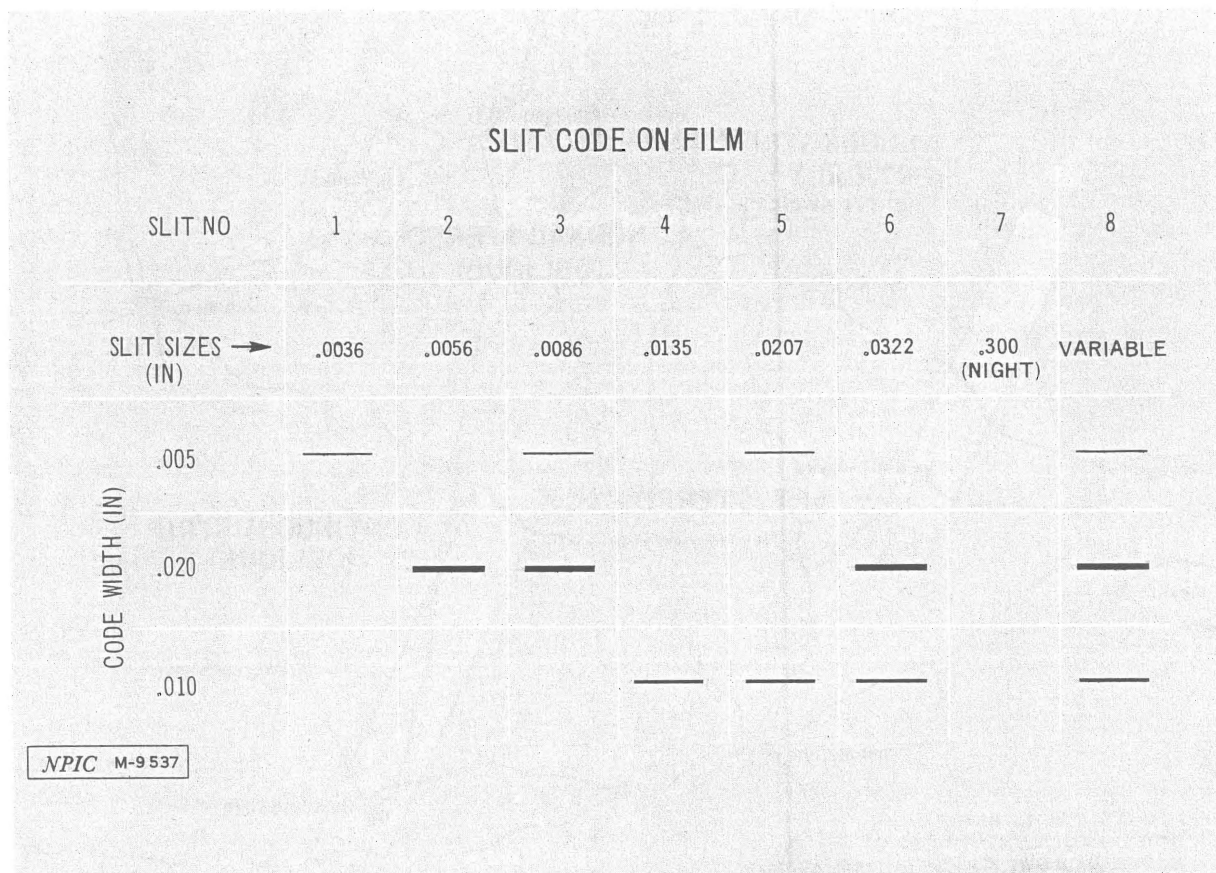 SLIT CODE ON FILM
SLIT NO 1 2 3 4 5 6 7 8
SLIT SIZES → .0036 .0056 .0086 .0135 .0207 .0322 .300 VARIABLE
(IN) (NIGHT)
CODE WIDTH (IN)
.005
.020
.010
NPIC M-9537